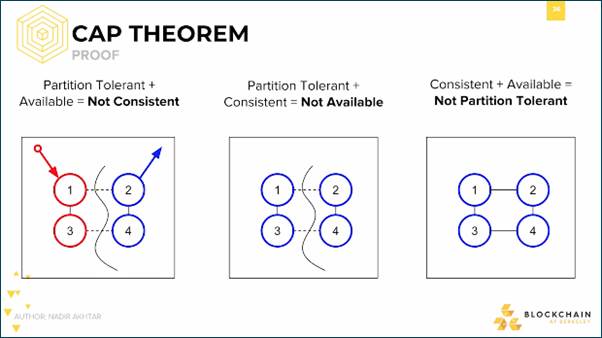 36
CAP THEOREM
PROOF
Partition Tolerant +
Available = Not Consistent
Partition Tolerant +
Consistent = Not Available
Consistent + Available =
Not Partition Tolerant
1 2
3 4
1 2
3 4
1 2
3 4
AUTHOR: NADIR AKHTAR
BLOCKCHAIN
AT BERKELEY